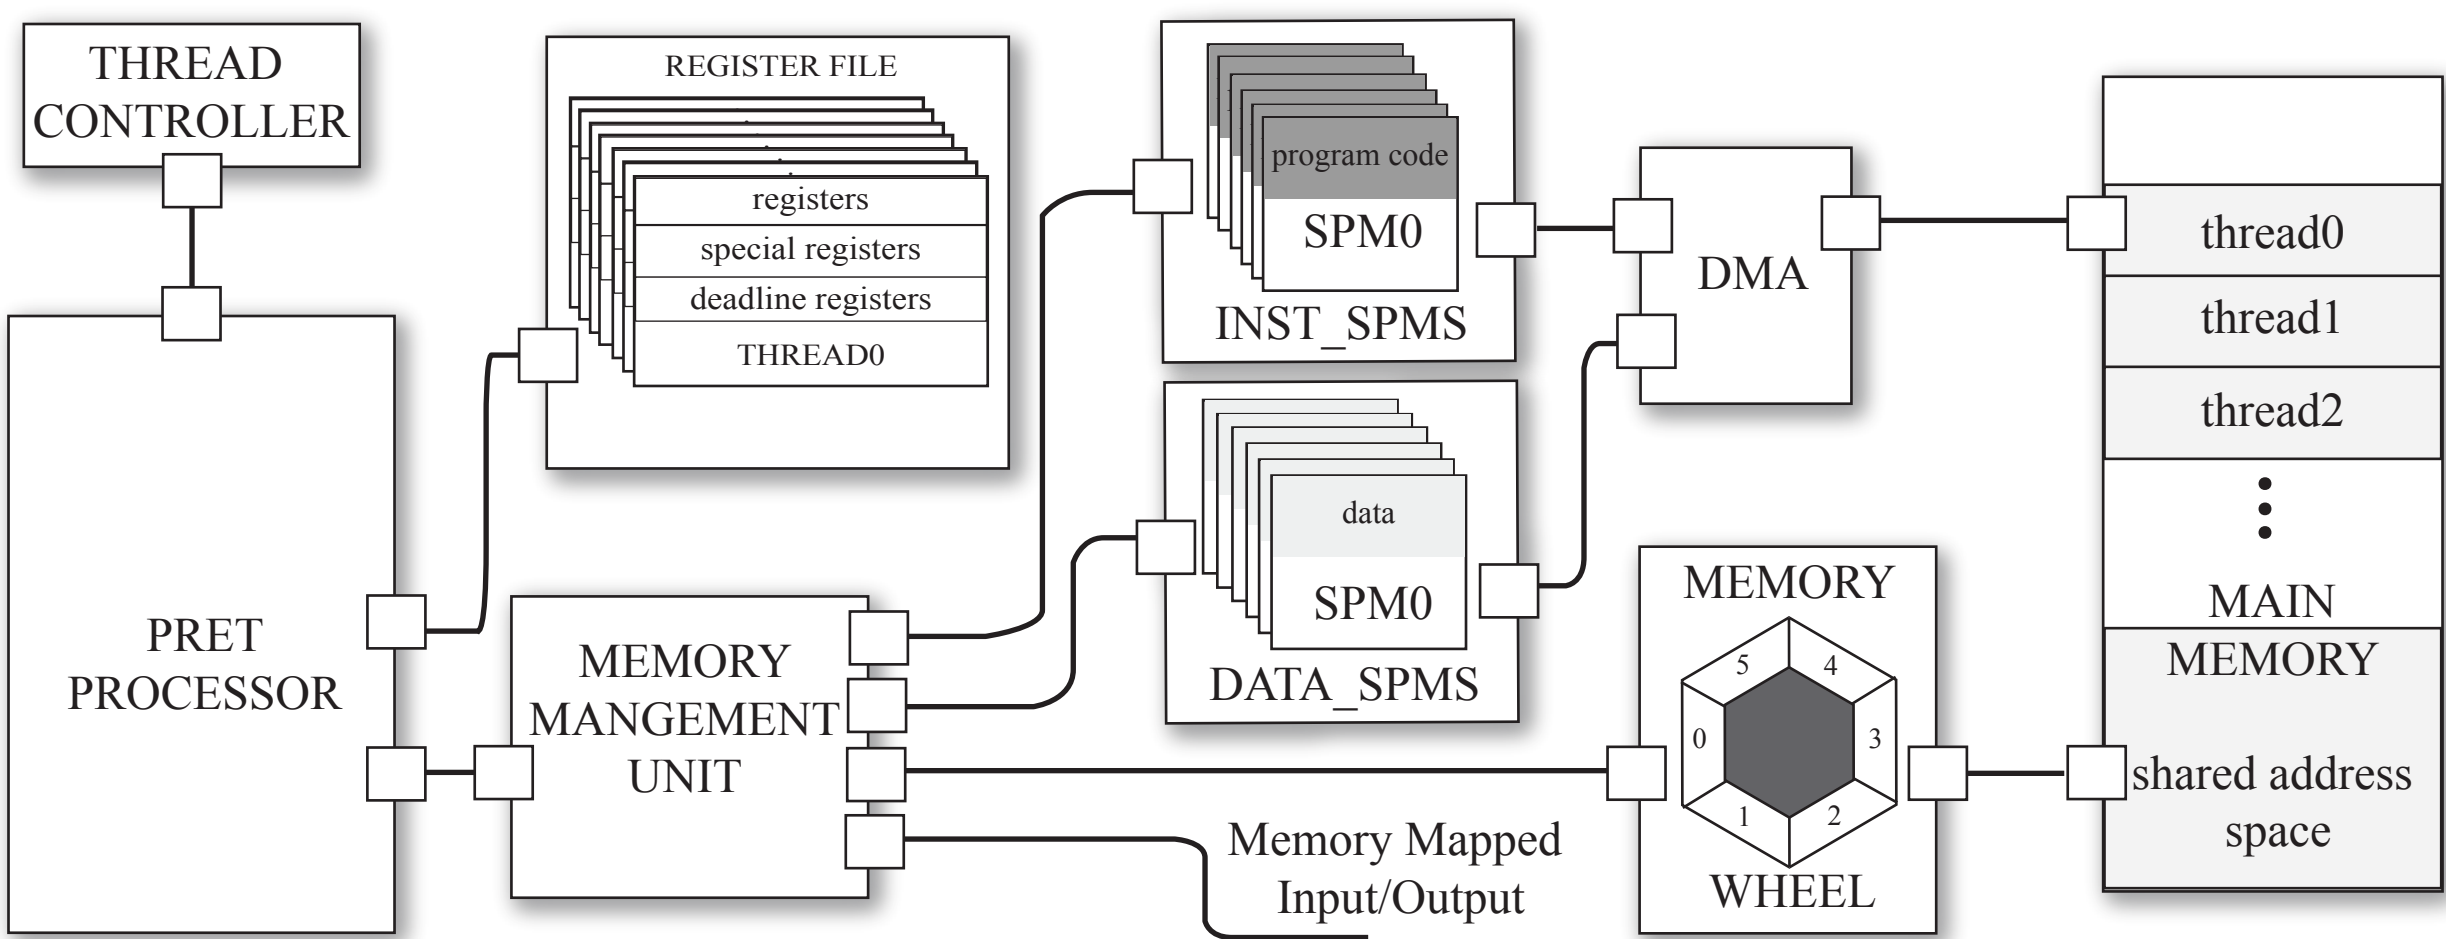 THREAD
CONTROLLER
PRET
PROCESSOR
REGISTER FILE
registers
special registers
deadline registers
THREAD0
MEMORY
MANGEMENT
UNIT
program code
SPM0
INST_SPMS
data
SPM0
DATA_SPMS
Memory Mapped
Input/Output
DMA
MEMORY
5 4
0 3
1 2
WHEEL
thread0
thread1
thread2
MAIN
MEMORY
shared address
space